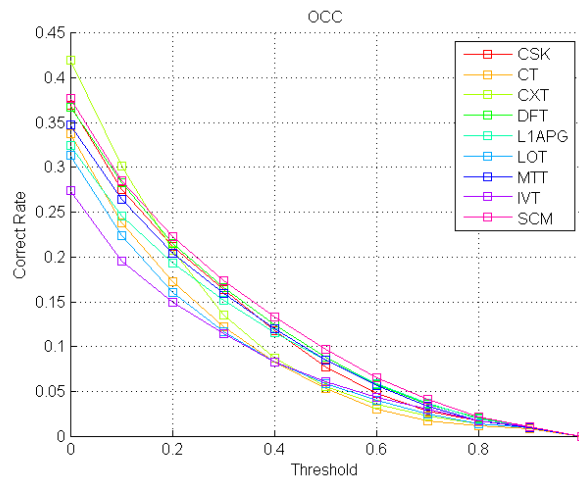 OCC
0.45
0.4
0.35
0.3
0.25
0.2
0.15
0.1
0.05
0
Correct Rate
CSK
CT
CXT
DFT
L1APG
LOT
MTT
IVT
SCM
0
0.2
0.4
0.6
0.8
Threshold